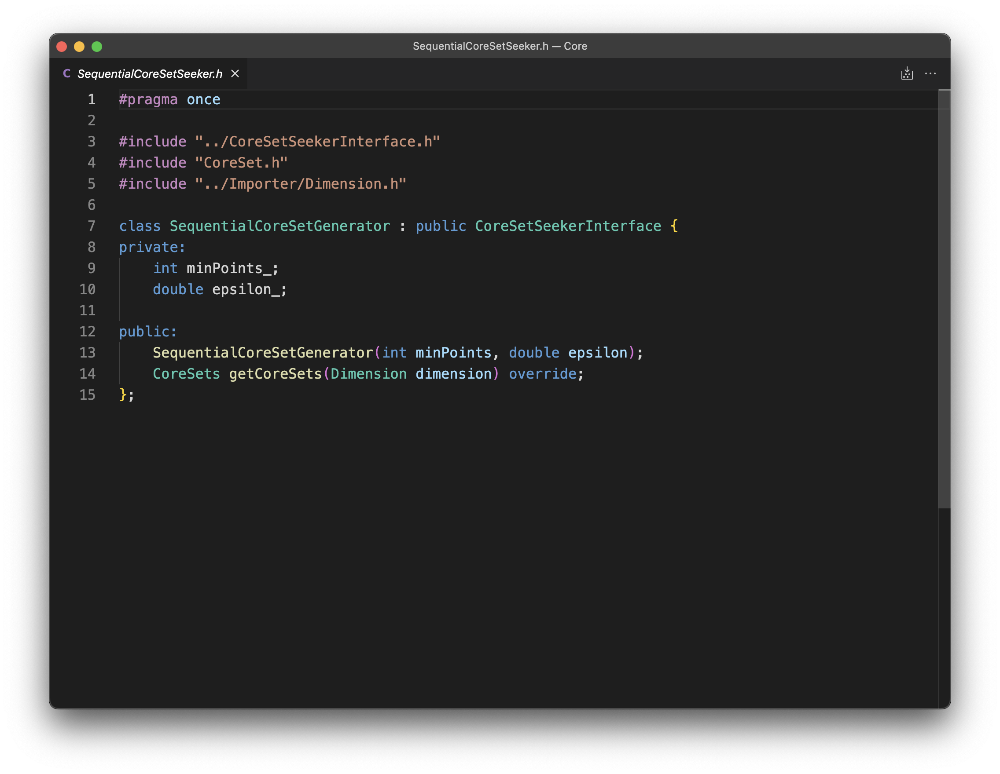 SequentialCoreSetSeeker.h — Core
C SequentialCoreSetSeeker.h
1 #pragma once
2
3 #include "../CoreSetSeekerInterface.h"
4 #include "CoreSet.h"
5 #include "../Importer/Dimension.h"
6
7 class SequentialCoreSetGenerator : public CoreSetSeekerInterface {
8 private:
9     int minPoints_;
10     double epsilon_;
11
12 public:
13     SequentialCoreSetGenerator(int minPoints, double epsilon);
14     CoreSets getCoreSets(Dimension dimension) override;
15 };